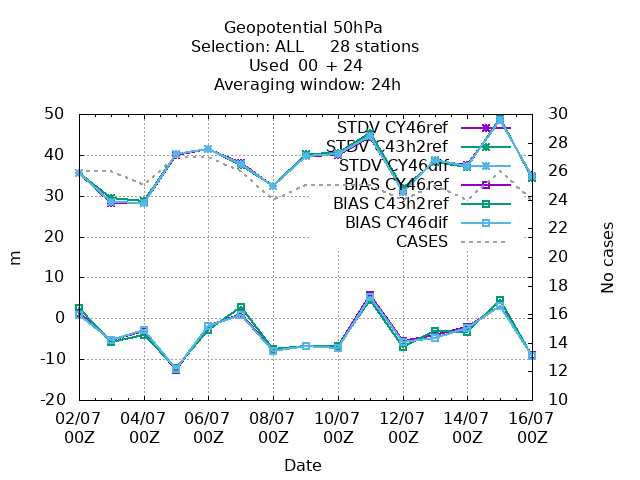 Geopotential 50hPa
Selection: ALL 28 stations
Used 00 + 24
Averaging window: 24h
50
40
30
20
10
0
-10
-20
m
30
28
26
24
22
20
18
16
14
12
10
No cases
STDV CY46ref
STDV C43h2ref
STDV CY46dif
BIAS CY46ref
BIAS C43h2ref
BIAS CY46dif
CASES
02/07 04/07 06/07 08/07 10/07 12/07 14/07 16/07
00Z 00Z 00Z 00Z 00Z 00Z 00Z 00Z
Date